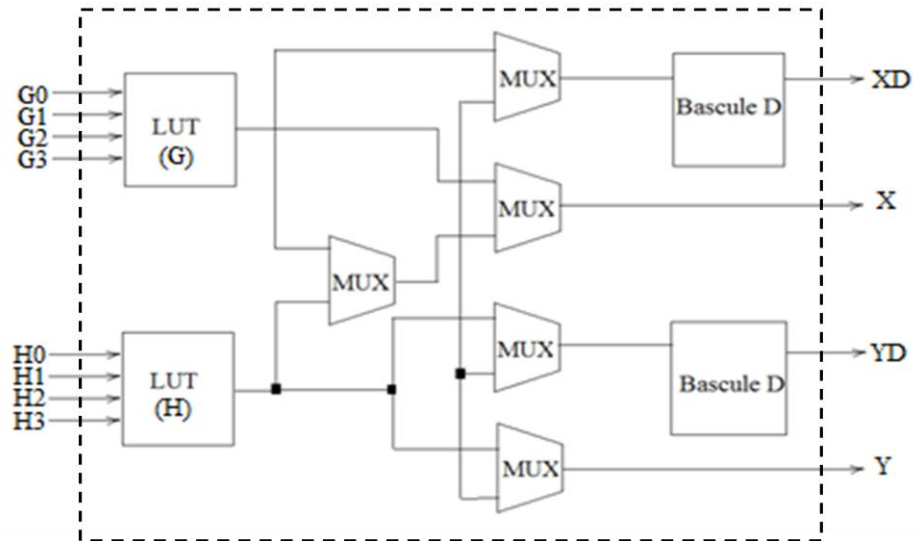 G0
G1
G2
G3
LUT
(G)
MUX
Bascule D
XD
MUX
X
MUX
H0
H1
H2
H3
LUT
(H)
MUX
Bascule D
YD
MUX
Y